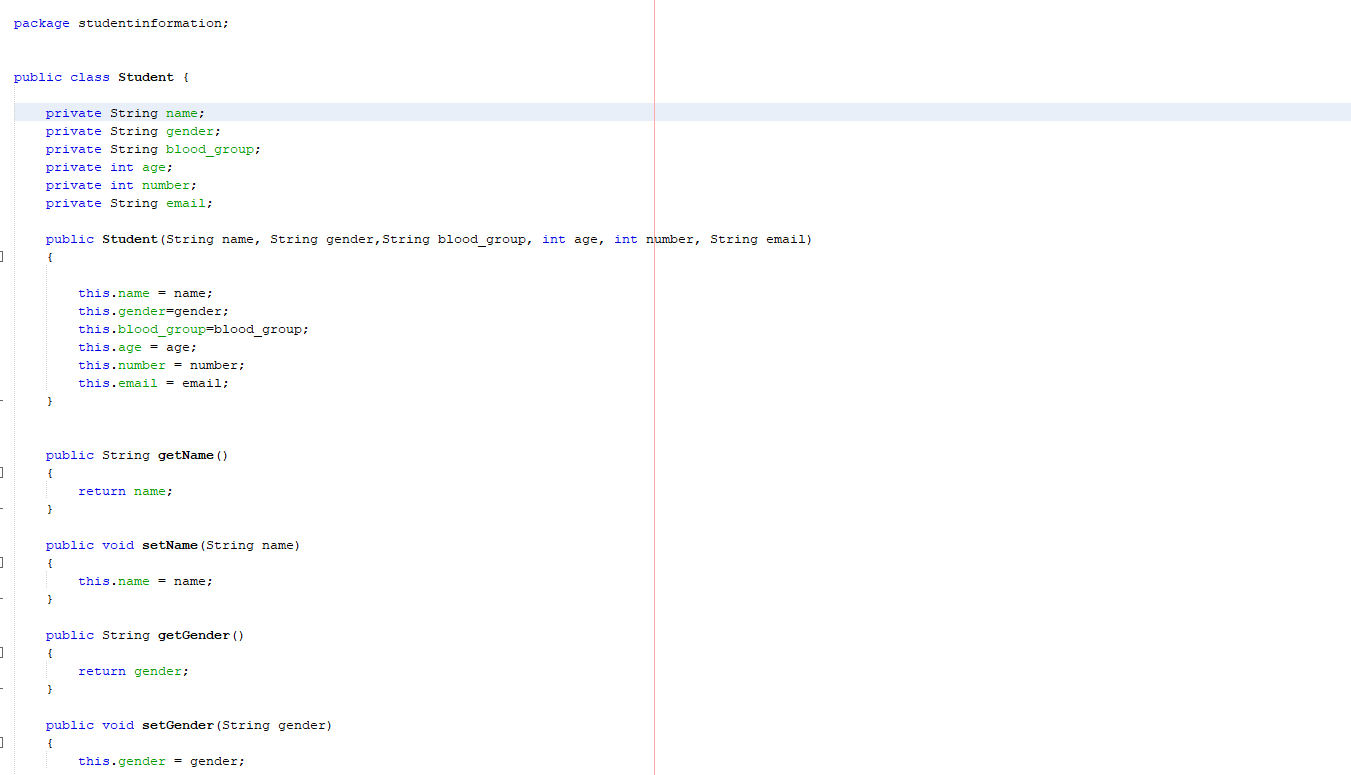 package studentinformation;
public class Student {
private String name;
private String gender;
private String blood_group;
private int age;
private int number;
private String email;
public Student(String name, String gender,String blood_group, int age, int number, String email)
{
this.name = name;
this.gender=gender;
this.blood_group=blood_group;
this.age = age;
this.number = number;
this.email = email;
}
public String getName()
{
return name;
}
public void setName(String name)
{
this.name = name;
}
public String getGender()
{
return gender;
}
public void setGender(String gender)
{
this.gender = gender;